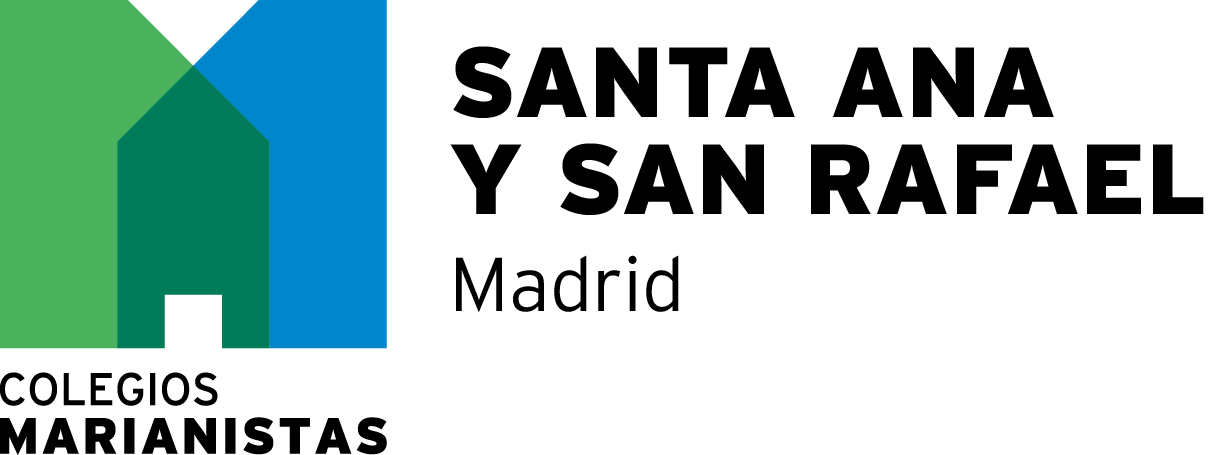 SANTA ANA
Y SAN RAFAEL
Madrid
COLEGIOS
MARIANISTAS